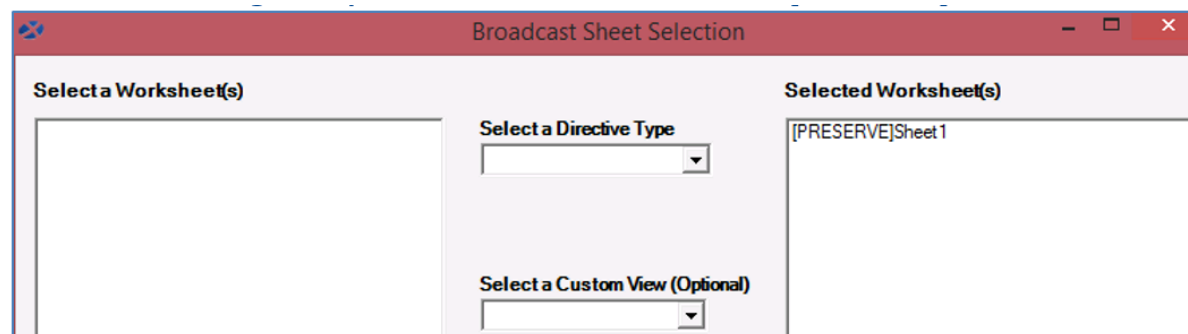 Broadcast Sheet Selection
Select a Worksheet(s)
Selected Worksheet(s)
Select a Directive Type
[PRESERVE]Sheet1
Select a Custom View (Optional)